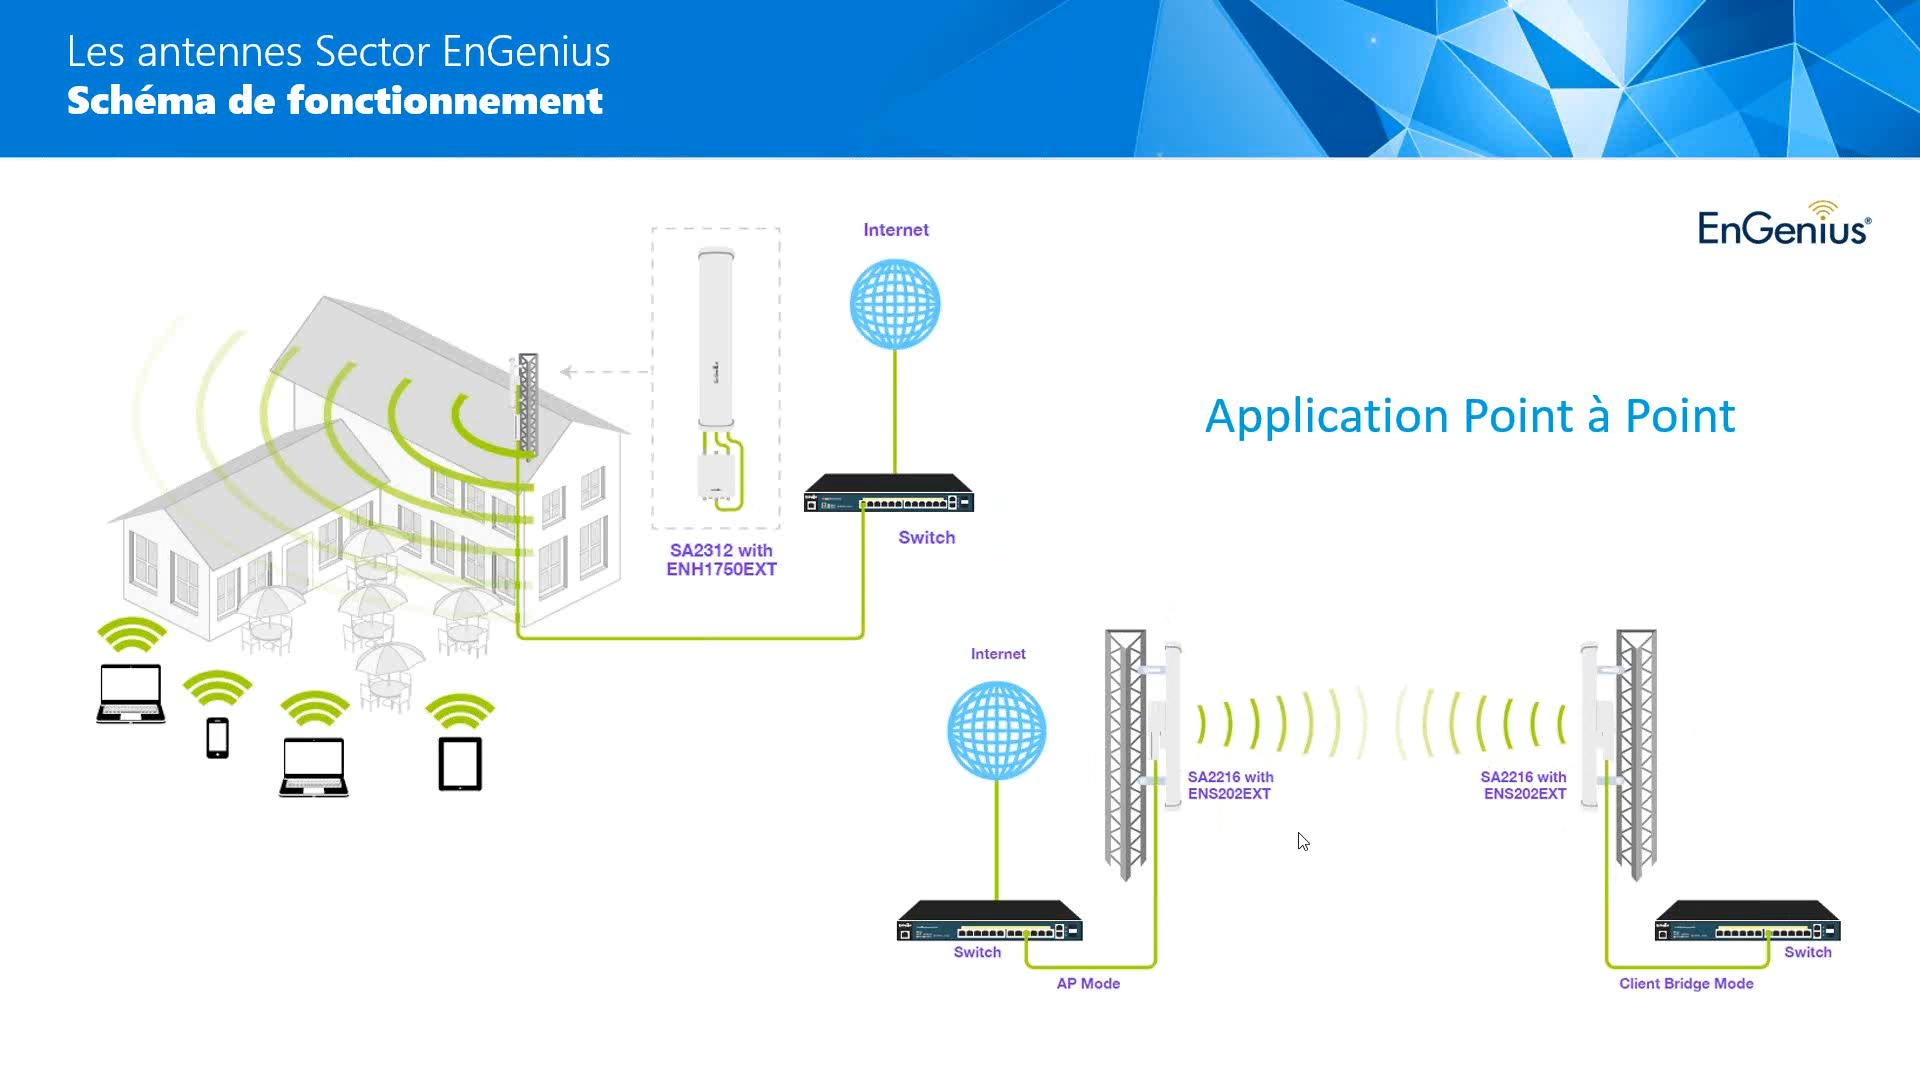 Les antennes Sector EnGenius
Schéma de fonctionnement
EnGenius®
Internet
Application Point à Point
Switch
SA2312 with
ENH1750EXT
Internet
SA2216 with
ENS202EXT
SA2216 with
ENS202EXT
Switch
AP Mode
Switch
Client Bridge Mode